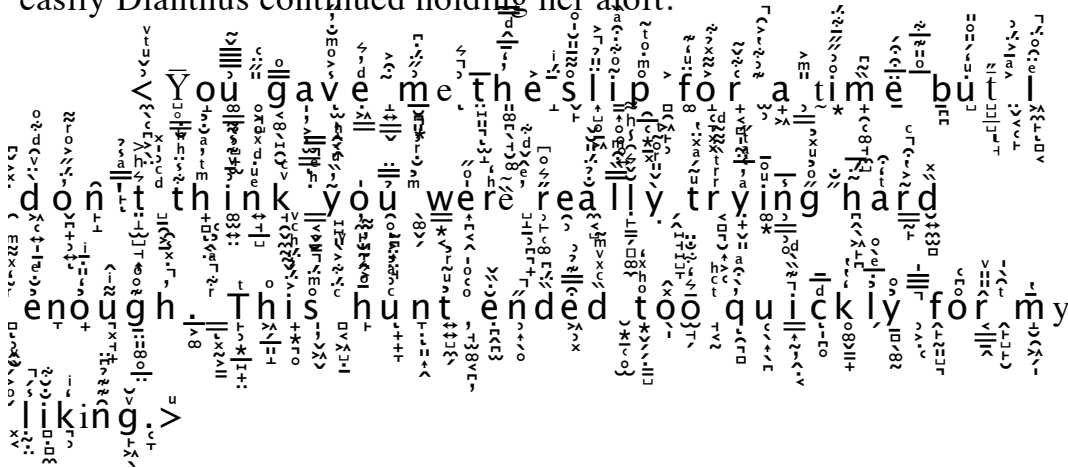 easily Dianthus continued holding her aloft.
<You gave me the slip for a time but I
don't think you were really trying hard
enough. This hunt ended too quickly for my
liking.>